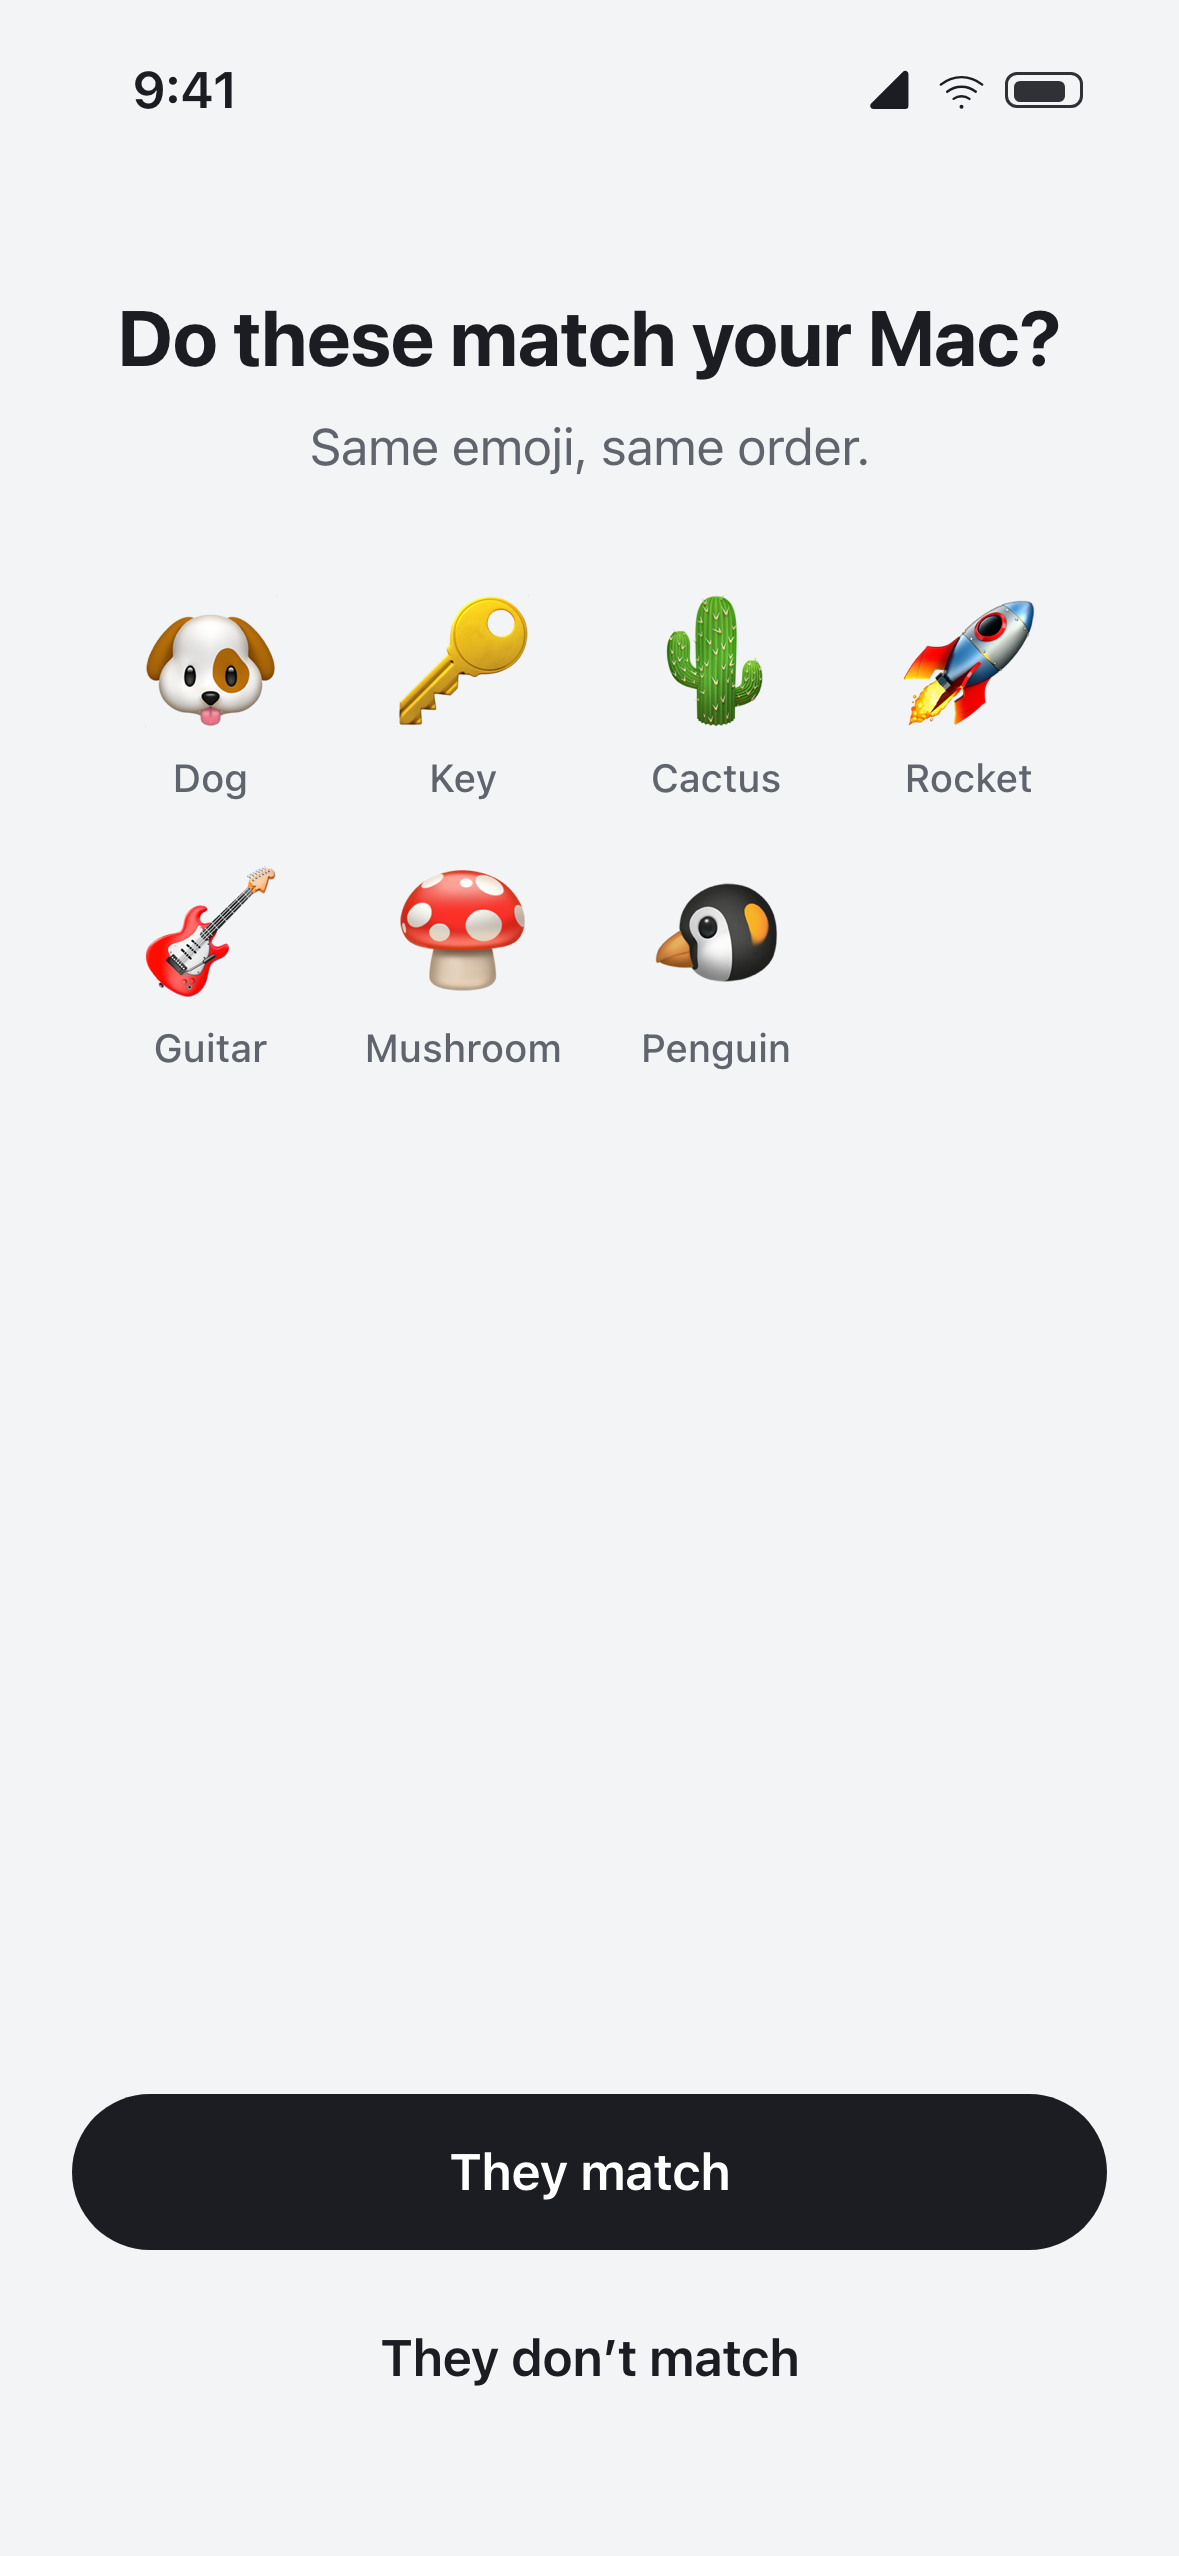 9:41
Do these match your Mac?
Same emoji, same order.
Dog Key Cactus Rocket
Guitar Mushroom Penguin
They match
They don’t match